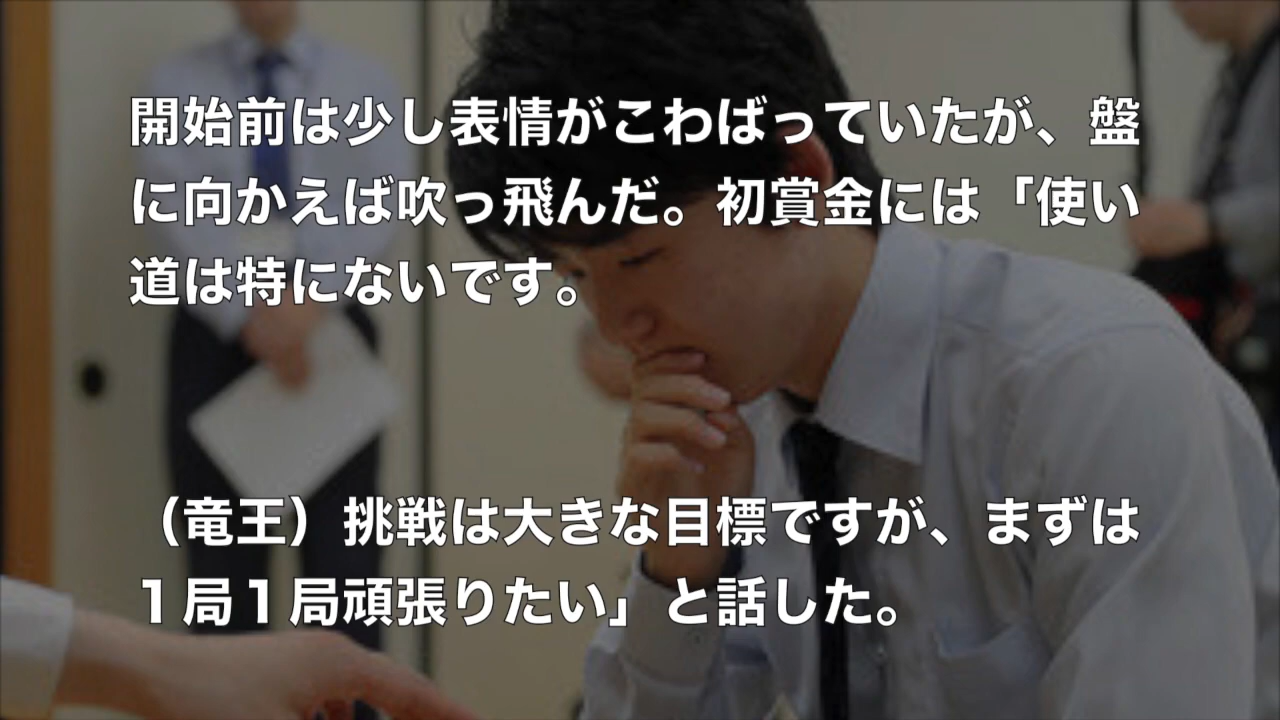 開始前は少し表情がこわばっていたが、盤
に向かえば吹っ飛んだ。初賞金には「使い
道は特にないです。
（竜王）挑戦は大きな目標ですが、まずは
１局１局頑張りたい」と話した。